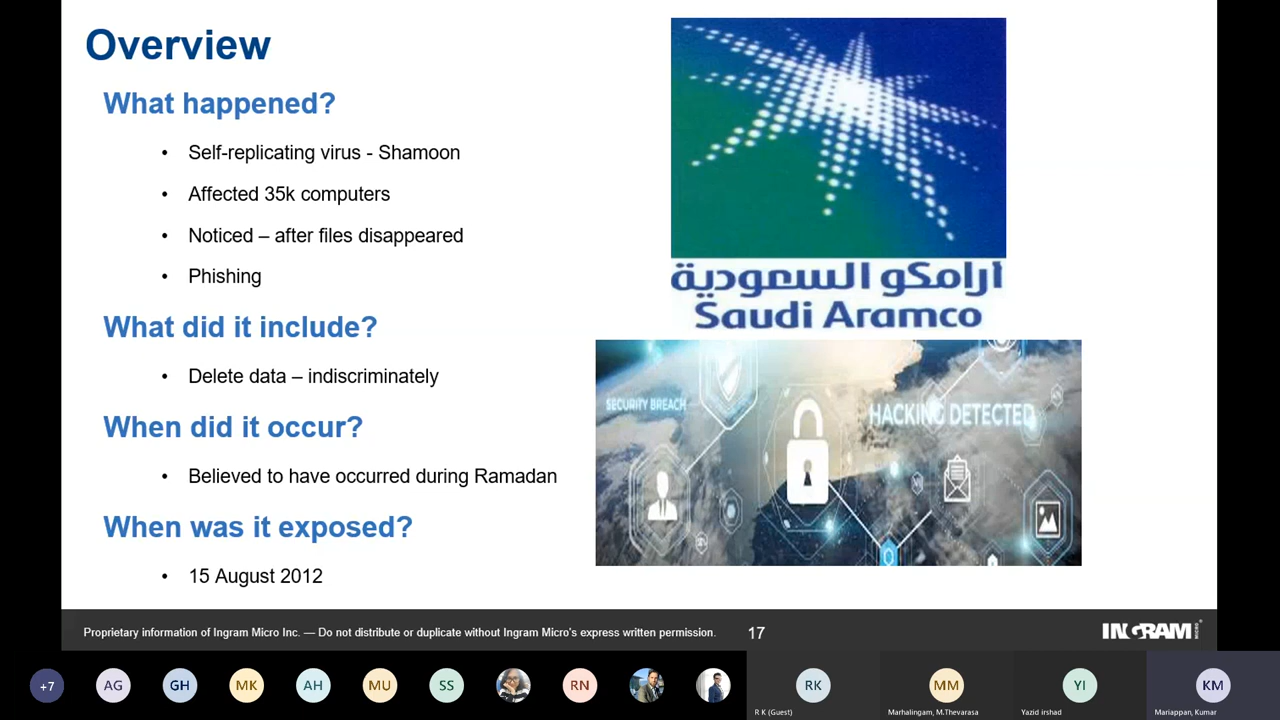 Overview
What happened?
• Self-replicating virus - Shamoon
• Affected 35k computers
• Noticed – after files disappeared
• Phishing
What did it include?
• Delete data – indiscriminately
When did it occur?
• Believed to have occurred during Ramadan
When was it exposed?
• 15 August 2012
أرامكو السعودية
Saudi Aramco
SECURITY BREACH
HACKING DETECTED
Proprietary information of Ingram Micro Inc. — Do not distribute or duplicate without Ingram Micro's express written permission.
17
INGRAM MICRO
+7
AG
GH
MK
AH
MU
SS
RN
RK
MM
YI
KM
R K (Guest)
Marhalingam, M.Thevarasa
Yazid irshad
Mariappan, Kumar